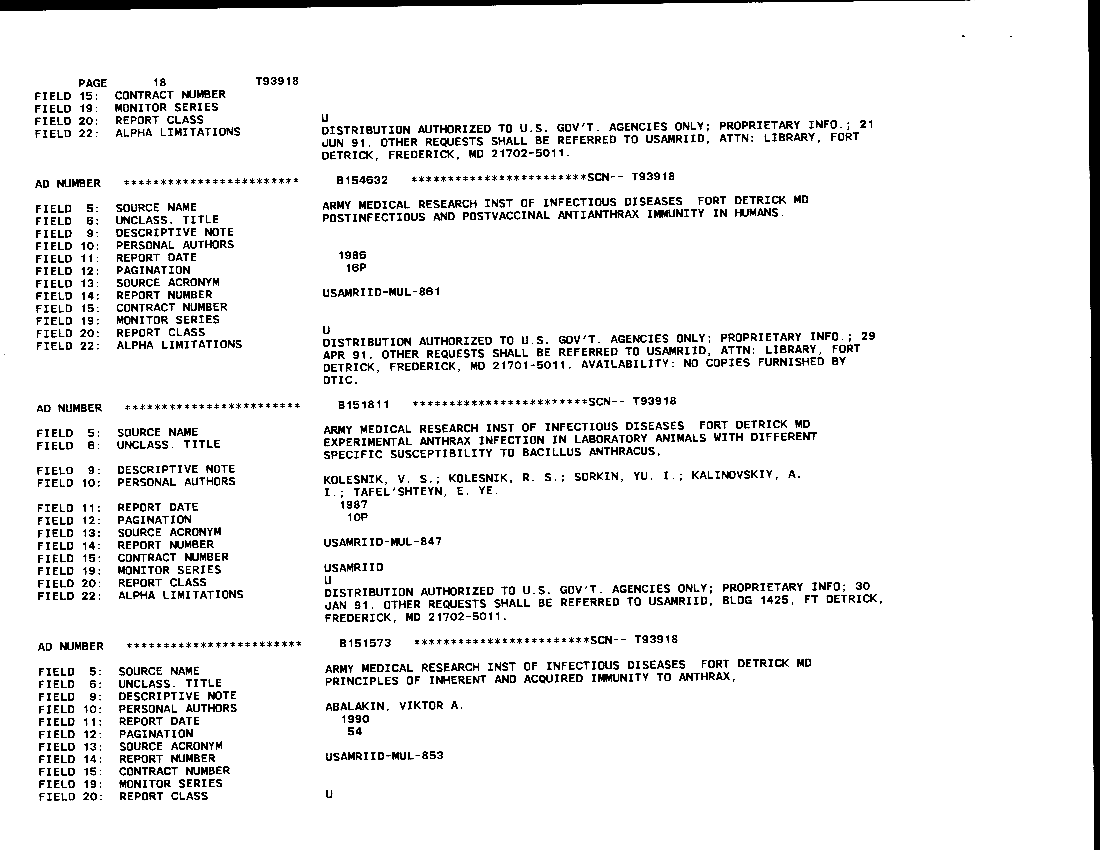 PAGE 18 T93918
FIELD 15: CONTRACT NUMBER
FIELD 19: MONITOR SERIES
FIELD 20: REPORT CLASS U
FIELD 22: ALPHA LIMITATIONS DISTRIBUTION AUTHORIZED TO U.S. GOV'T. AGENCIES ONLY; PROPRIETARY INFO.; 21
JUN 91. OTHER REQUESTS SHALL BE REFERRED TO USAMRIID, ATTN: LIBRARY, FORT
DETRICK, FREDERICK, MD 21702-5011.
AD NUMBER ************************ B154632 ************************SCN-- T93918
FIELD 5: SOURCE NAME ARMY MEDICAL RESEARCH INST OF INFECTIOUS DISEASES FORT DETRICK MD
FIELD 6: UNCLASS. TITLE POSTINFECTIOUS AND POSTVACCINAL ANTIANTHRAX IMMUNITY IN HUMANS.
FIELD 9: DESCRIPTIVE NOTE
FIELD 10: PERSONAL AUTHORS
FIELD 11: REPORT DATE 1986
FIELD 12: PAGINATION 16P
FIELD 13: SOURCE ACRONYM
FIELD 14: REPORT NUMBER USAMRIID-MUL-861
FIELD 15: CONTRACT NUMBER
FIELD 19: MONITOR SERIES
FIELD 20: REPORT CLASS U
FIELD 22: ALPHA LIMITATIONS DISTRIBUTION AUTHORIZED TO U.S. GOV'T. AGENCIES ONLY; PROPRIETARY INFO.; 29
APR 91. OTHER REQUESTS SHALL BE REFERRED TO USAMRIID, ATTN: LIBRARY, FORT
DETRICK, FREDERICK, MD 21701-5011. AVAILABILITY: NO COPIES FURNISHED BY
DTIC.
AD NUMBER ************************ B151811 ************************SCN-- T93918
FIELD 5: SOURCE NAME ARMY MEDICAL RESEARCH INST OF INFECTIOUS DISEASES FORT DETRICK MD
FIELD 6: UNCLASS. TITLE EXPERIMENTAL ANTHRAX INFECTION IN LABORATORY ANIMALS WITH DIFFERENT
SPECIFIC SUSCEPTIBILITY TO BACILLUS ANTHRACUS.
FIELD 9: DESCRIPTIVE NOTE
FIELD 10: PERSONAL AUTHORS KOLESNIK, V. S.; KOLESNIK, R. S.; SORKIN, YU. I.; KALINOVSKIY, A.
I.; TAFEL'SHTEYN, E. YE.
FIELD 11: REPORT DATE 1987
FIELD 12: PAGINATION 10P
FIELD 13: SOURCE ACRONYM
FIELD 14: REPORT NUMBER USAMRIID-MUL-847
FIELD 15: CONTRACT NUMBER
FIELD 19: MONITOR SERIES USAMRIID
FIELD 20: REPORT CLASS U
FIELD 22: ALPHA LIMITATIONS DISTRIBUTION AUTHORIZED TO U.S. GOV'T. AGENCIES ONLY; PROPRIETARY INFO; 30
JAN 91. OTHER REQUESTS SHALL BE REFERRED TO USAMRIID, BLDG 1425, FT DETRICK,
FREDERICK, MD 21702-5011.
AD NUMBER ************************ B151573 ************************SCN-- T93918
FIELD 5: SOURCE NAME ARMY MEDICAL RESEARCH INST OF INFECTIOUS DISEASES FORT DETRICK MD
FIELD 6: UNCLASS. TITLE PRINCIPLES OF INHERENT AND ACQUIRED IMMUNITY TO ANTHRAX,
FIELD 9: DESCRIPTIVE NOTE
FIELD 10: PERSONAL AUTHORS ABALAKIN, VIKTOR A.
FIELD 11: REPORT DATE 1990
FIELD 12: PAGINATION 54
FIELD 13: SOURCE ACRONYM
FIELD 14: REPORT NUMBER USAMRIID-MUL-853
FIELD 15: CONTRACT NUMBER
FIELD 19: MONITOR SERIES
FIELD 20: REPORT CLASS U